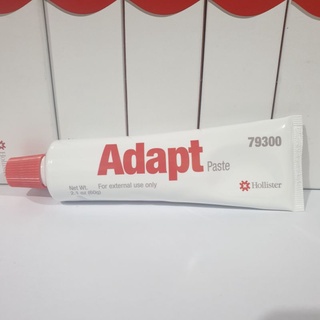 79300
Adapt Paste
Net Wt. For external use only
Hollister